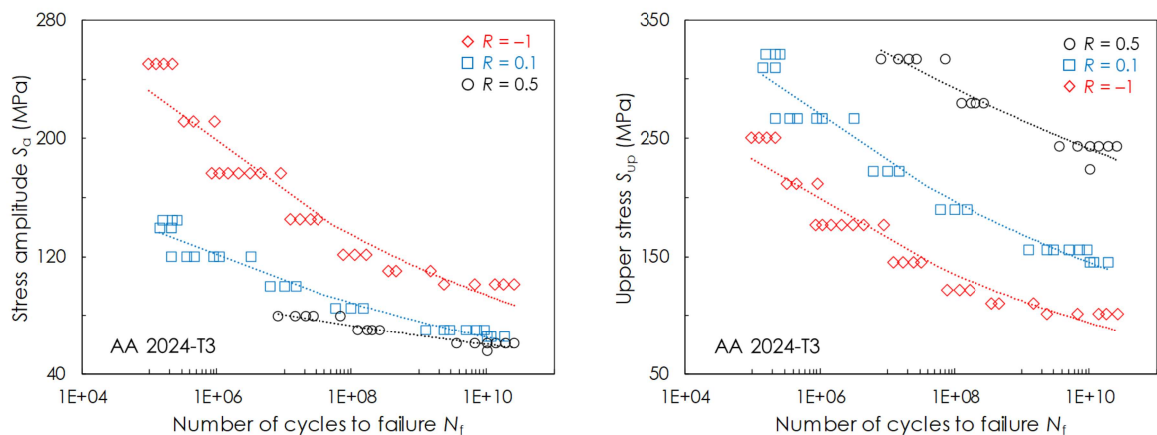 280
200
120
40
Stress amplitude Sₐ (MPa)
R = –1
R = 0.1
R = 0.5
AA 2024-T3
1E+04
1E+06
1E+08
1E+10
Number of cycles to failure N_f
350
250
150
50
Upper stress S_up (MPa)
R = 0.5
R = 0.1
R = –1
AA 2024-T3
1E+04
1E+06
1E+08
1E+10
Number of cycles to failure N_f